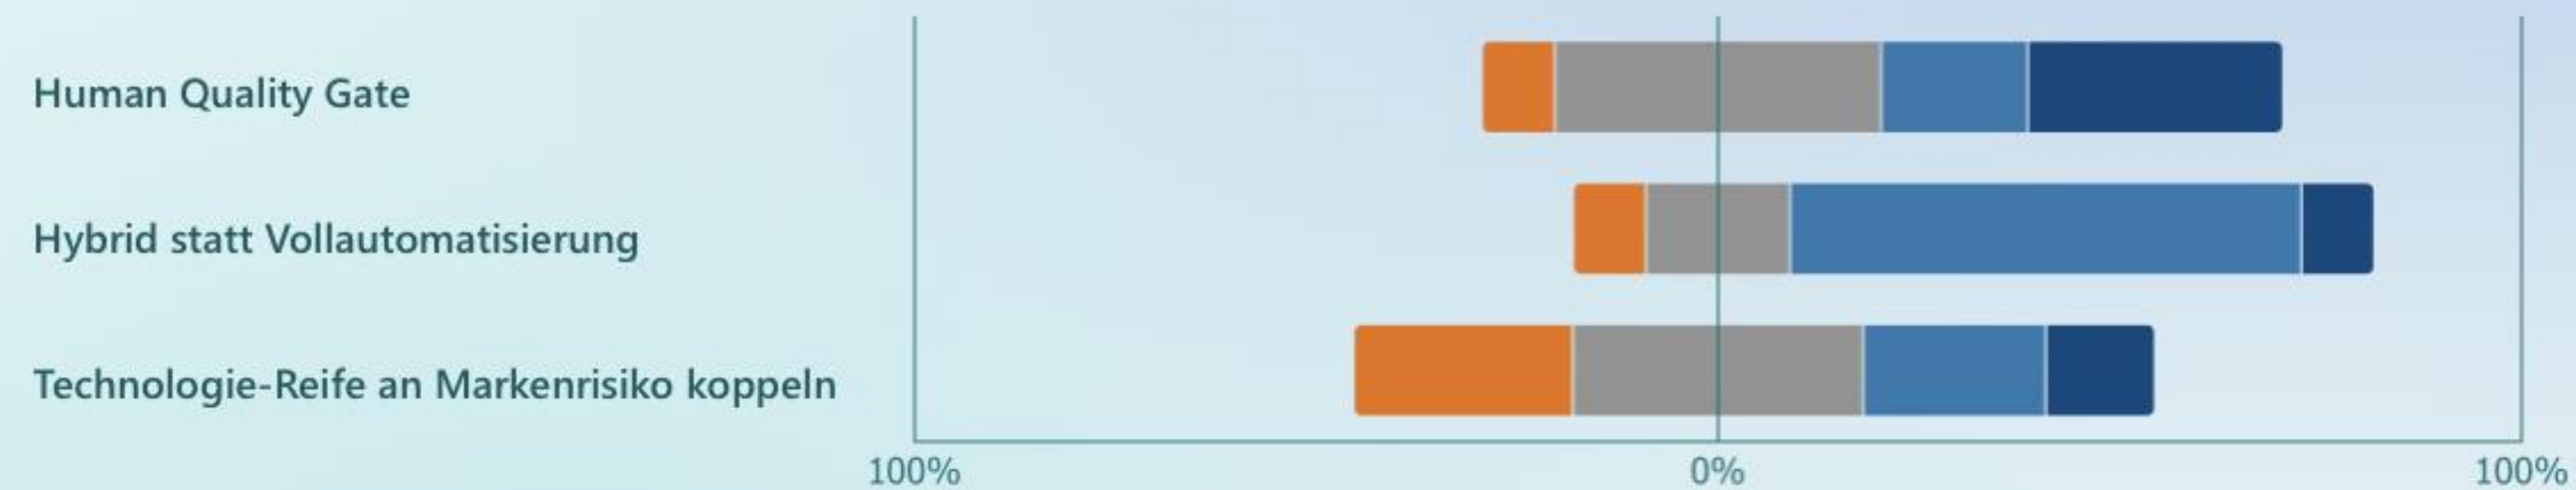 Human Quality Gate
Hybrid statt Vollautomatisierung
Technologie-Reife an Markenrisiko koppeln
100% 0% 100%